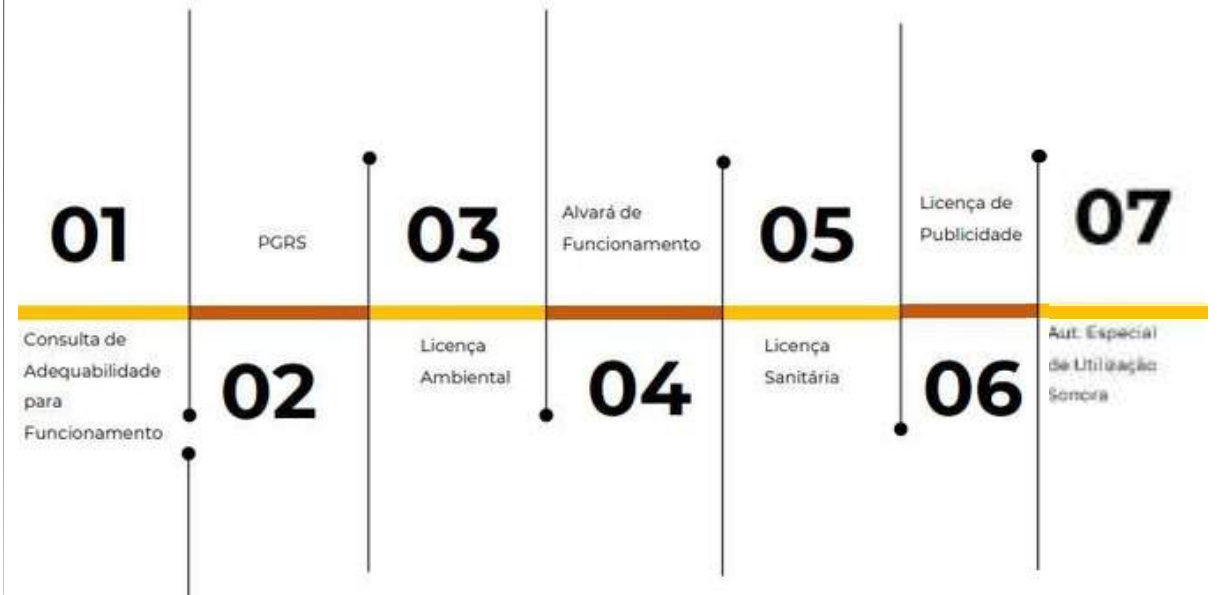 01
Consulta de
Adequabilidade
para
Funcionamento
PGRS
02
03
Licença
Ambiental
Alvará de
Funcionamento
04
05
Licença
Sanitária
Licença de
Publicidade
06
07
Aut. Especial
de Utilização
Sonora